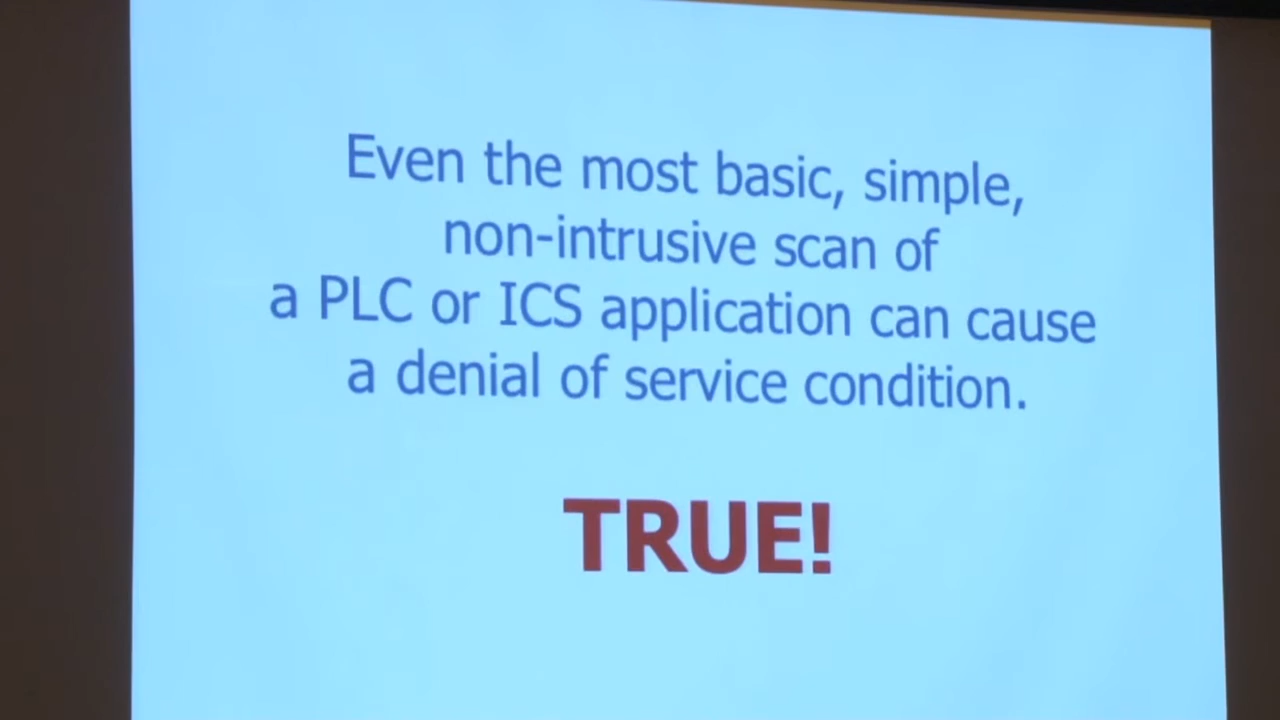 Even the most basic, simple,
non-intrusive scan of
a PLC or ICS application can cause
a denial of service condition.
TRUE!